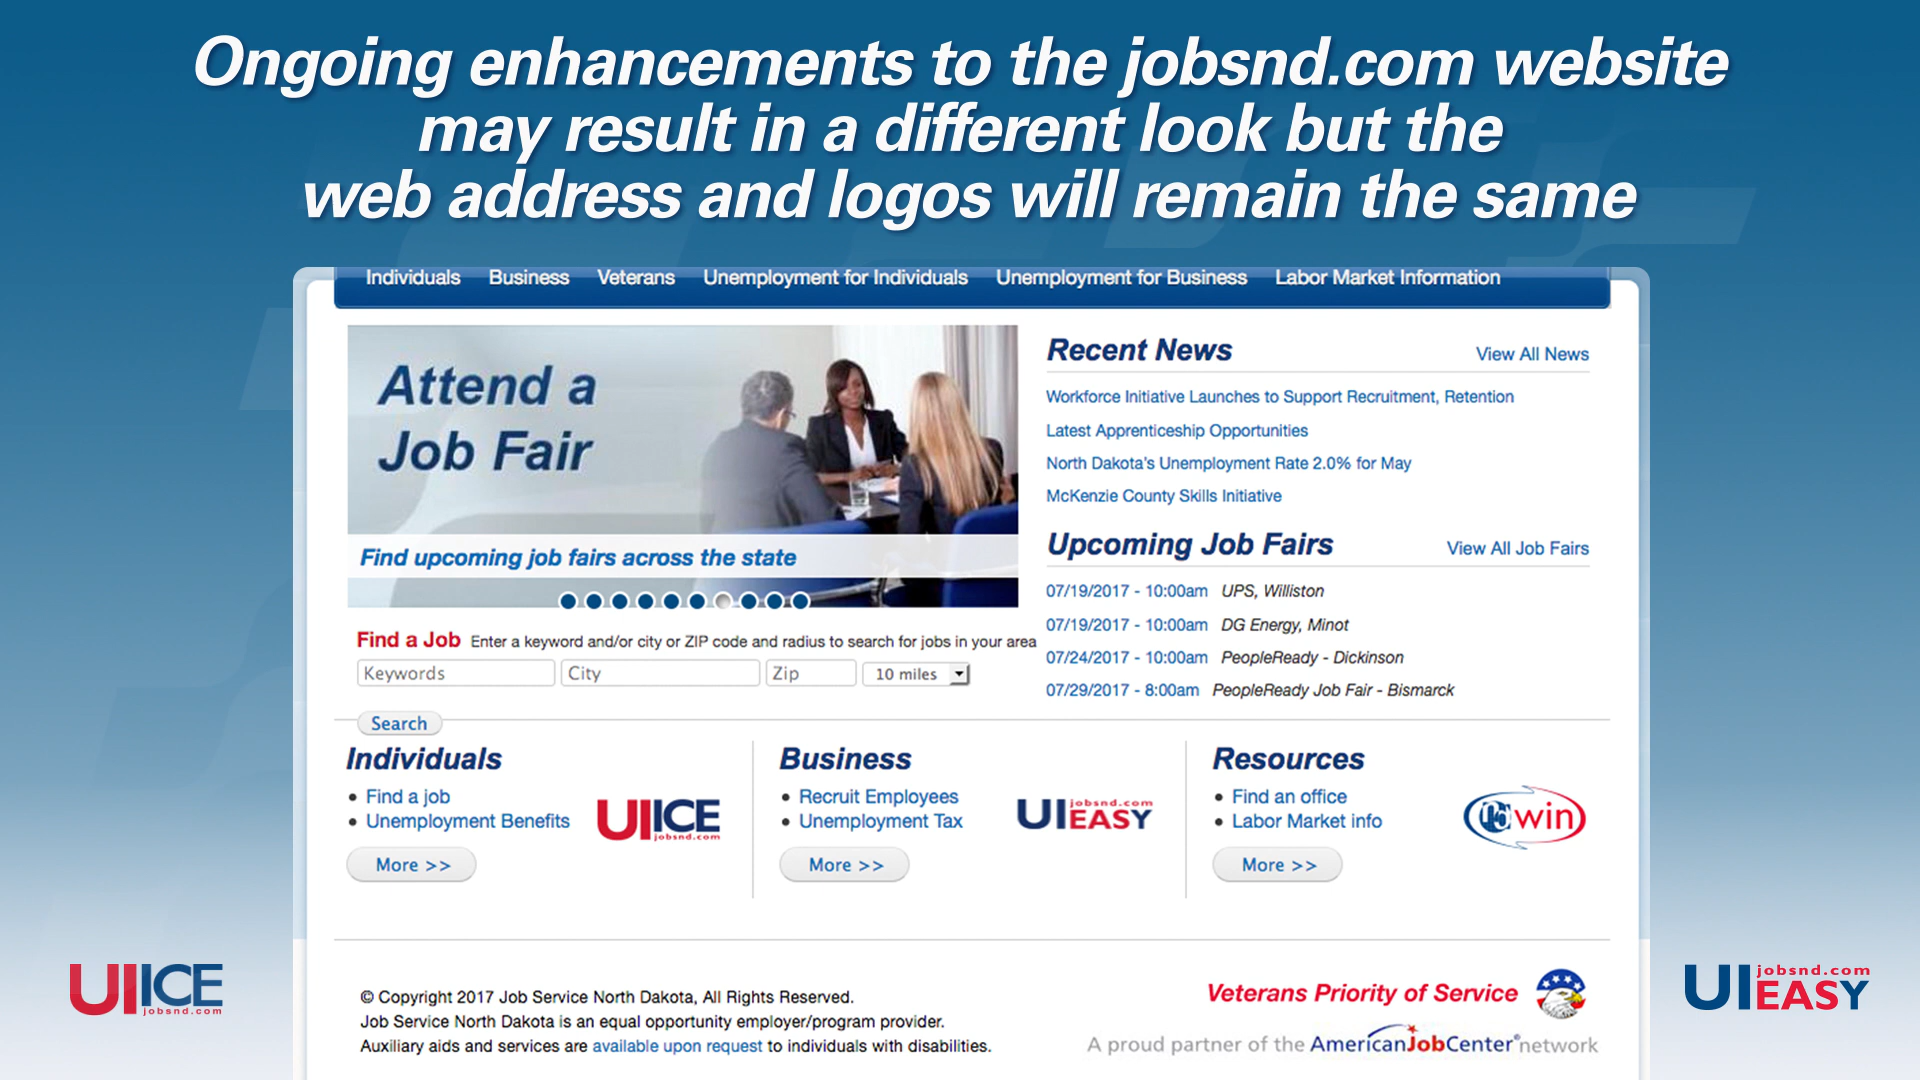 Ongoing enhancements to the jobsnd.com website
may result in a different look but the
web address and logos will remain the same
Individuals Business Veterans Unemployment for Individuals Unemployment for Business Labor Market Information
Attend a
Job Fair
Find upcoming job fairs across the state
Recent News View All News
Workforce Initiative Launches to Support Recruitment, Retention
Latest Apprenticeship Opportunities
North Dakota's Unemployment Rate 2.0% for May
McKenzie County Skills Initiative
Upcoming Job Fairs View All Job Fairs
07/19/2017 - 10:00am UPS, Williston
07/19/2017 - 10:00am DG Energy, Minot
07/24/2017 - 10:00am PeopleReady - Dickinson
07/29/2017 - 8:00am PeopleReady Job Fair - Bismarck
Find a Job Enter a keyword and/or city or ZIP code and radius to search for jobs in your area
Keywords City Zip 10 miles
Search
Individuals
• Find a job
• Unemployment Benefits
More >>
UIICE
jobsnd.com
Business
• Recruit Employees
• Unemployment Tax
More >>
jobsnd.com
UIEASY
Resources
• Find an office
• Labor Market info
More >>
win
UIICE
jobsnd.com
© Copyright 2017 Job Service North Dakota, All Rights Reserved.
Job Service North Dakota is an equal opportunity employer/program provider.
Auxiliary aids and services are available upon request to individuals with disabilities.
Veterans Priority of Service
A proud partner of the AmericanJobCenter® network
jobsnd.com
UIEASY